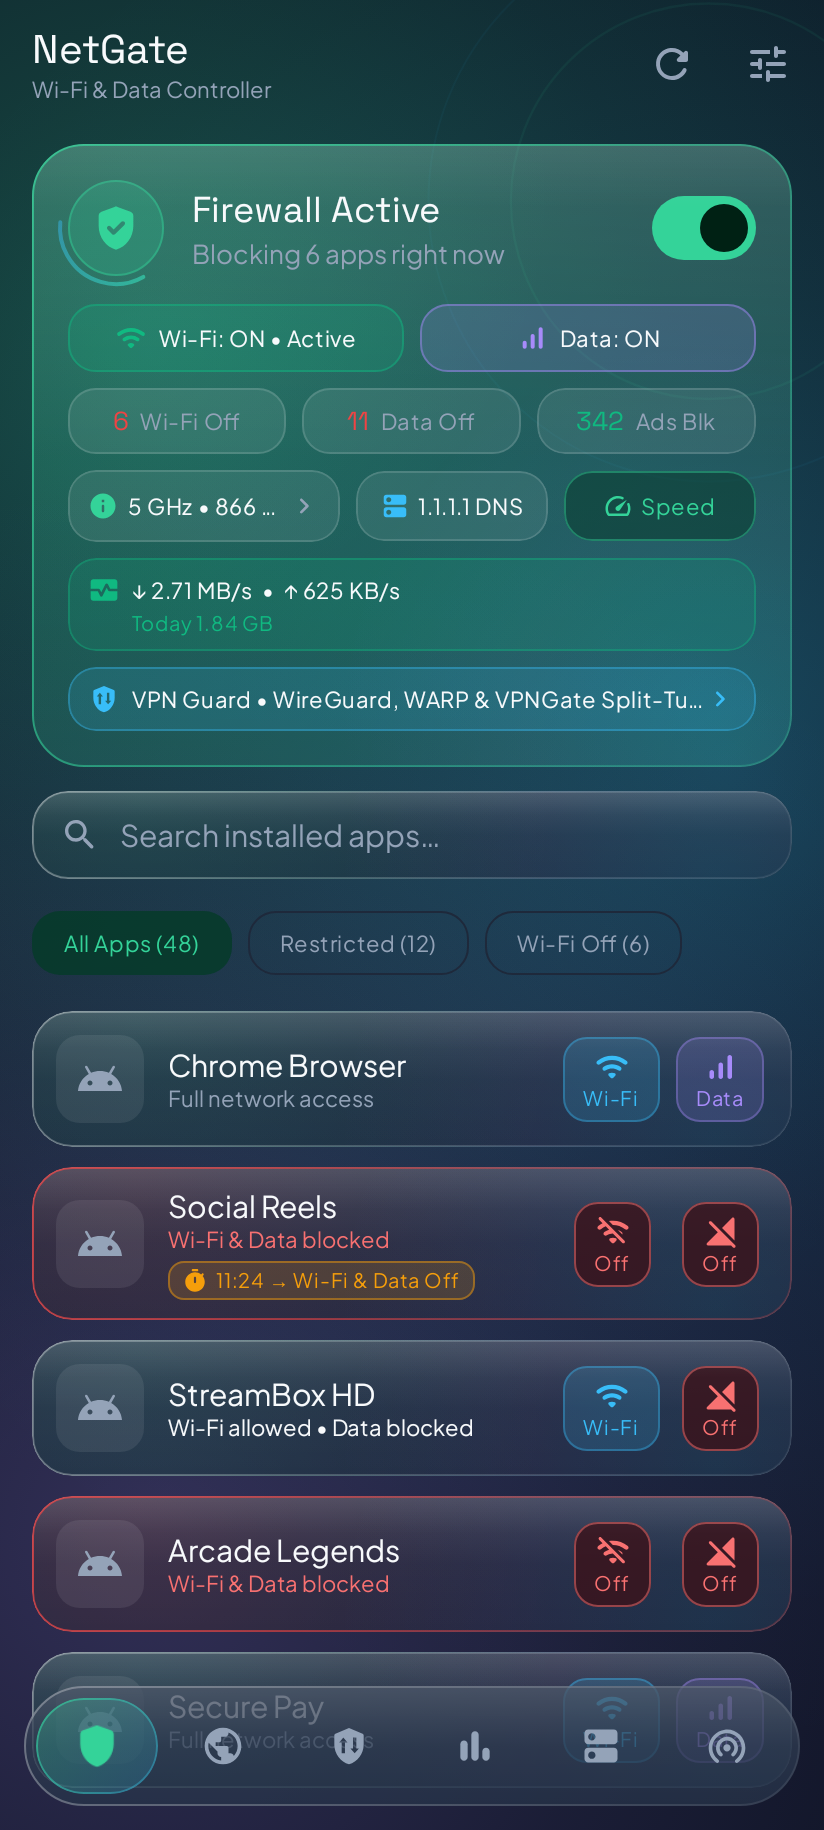 NetGate
Wi-Fi & Data Controller
Firewall Active
Blocking 6 apps right now
Wi-Fi: ON • Active
Data: ON
6 Wi-Fi Off
11 Data Off
342 Ads Blk
5 GHz • 866 ...
1.1.1.1 DNS
Speed
↓ 2.71 MB/s • ↑ 625 KB/s
Today 1.84 GB
VPN Guard • WireGuard, WARP & VPNGate Split-Tu...
Search installed apps...
All Apps (48)
Restricted (12)
Wi-Fi Off (6)
Chrome Browser
Full network access
Wi-Fi
Data
Social Reels
Wi-Fi & Data blocked
11:24 → Wi-Fi & Data Off
Off
Off
StreamBox HD
Wi-Fi allowed • Data blocked
Wi-Fi
Off
Arcade Legends
Wi-Fi & Data blocked
Off
Off
Secure Pay
Full network access